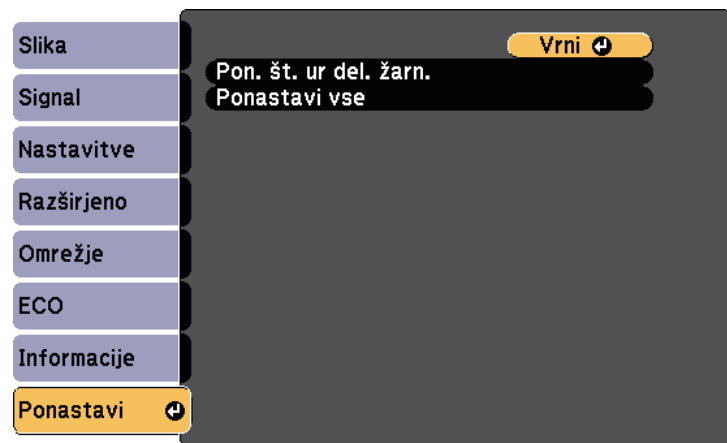 Slika
Signal
Nastavitve
Razširjeno
Omrežje
ECO
Informacije
Ponastavi
Vrni
Pon. št. ur del. žarn.
Ponastavi vse